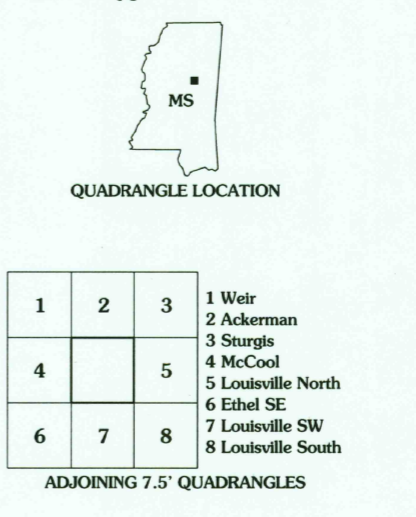 MS
QUADRANGLE LOCATION
1 2 3
4 5
6 7 8
1 Weir
2 Ackerman
3 Sturgis
4 McCool
5 Louisville North
6 Ethel SE
7 Louisville SW
8 Louisville South
ADJOINING 7.5' QUADRANGLES